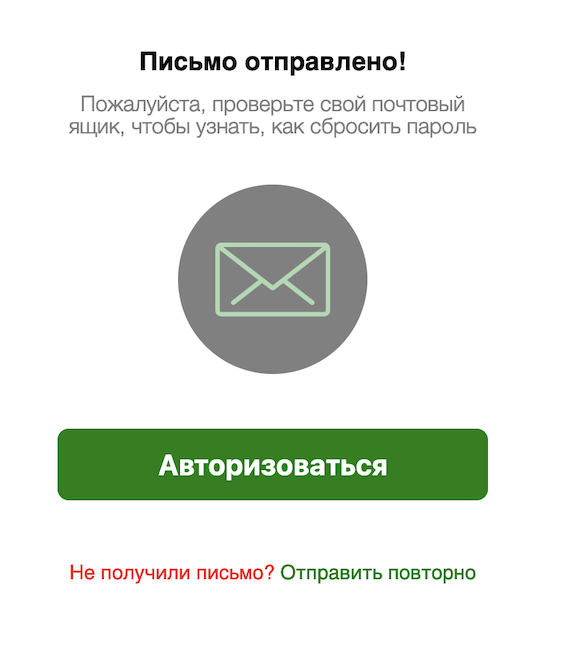 Письмо отправлено!
Пожалуйста, проверьте свой почтовый
ящик, чтобы узнать, как сбросить пароль
Авторизоваться
Не получили письмо? Отправить повторно